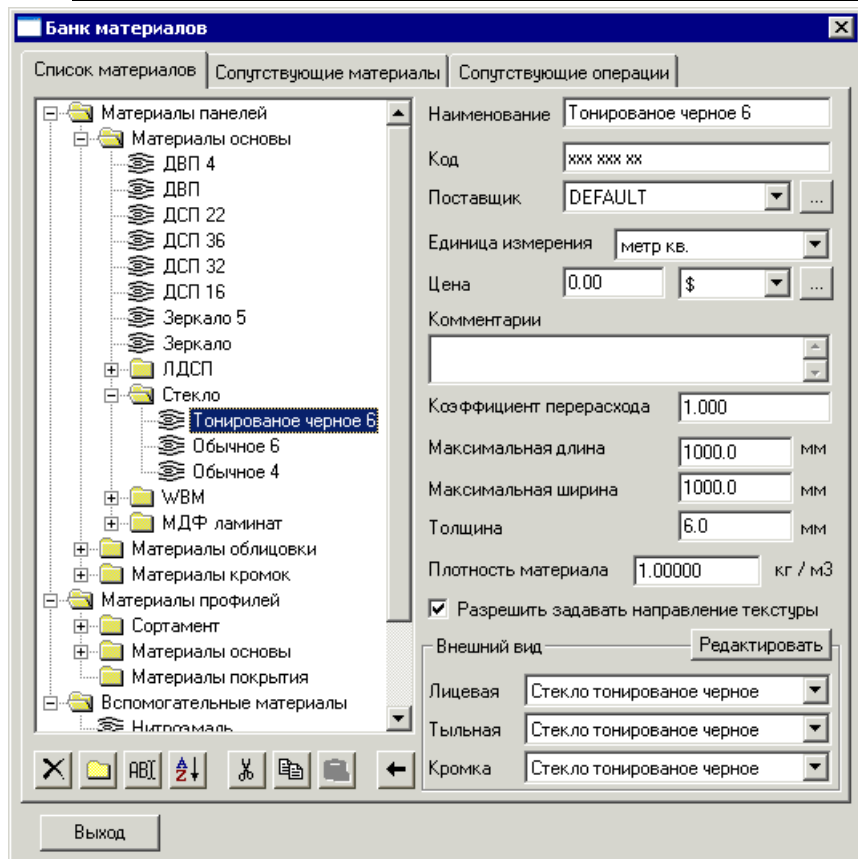 Банк материалов
Список материалов
Сопутствующие материалы
Сопутствующие операции
Материалы панелей
Материалы основы
ДВП 4
ДВП
ДСП 22
ДСП 36
ДСП 32
ДСП 16
Зеркало 5
Зеркало
ЛДСП
Стекло
Тонированое черное 6
Обычное 6
Обычное 4
WBM
МДФ ламинат
Материалы облицовки
Материалы кромок
Материалы профилей
Сортамент
Материалы основы
Материалы покрытия
Вспомогательные материалы
Нитроэмаль
Наименование Тонированое черное 6
Код xxx xxx xx
Поставщик DEFAULT ...
Единица измерения метр кв.
Цена 0.00 $ ...
Комментарии
Коэффициент перерасхода 1.000
Максимальная длина 1000.0 мм
Максимальная ширина 1000.0 мм
Толщина 6.0 мм
Плотность материала 1.00000 кг / м3
Разрешить задавать направление текстуры
Внешний вид Редактировать
Лицевая Стекло тонированое черное
Тыльная Стекло тонированое черное
Кромка Стекло тонированое черное
Выход